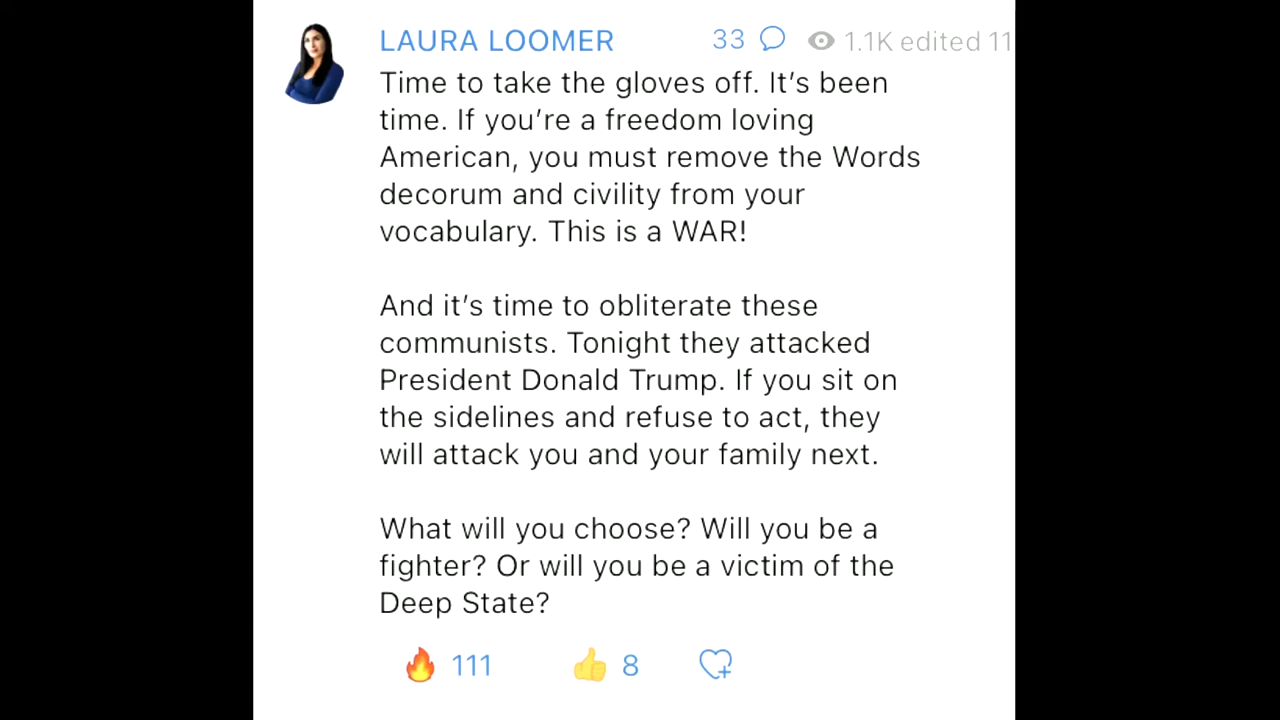 LAURA LOOMER 33 1.1K edited 11
Time to take the gloves off. It's been
time. If you're a freedom loving
American, you must remove the Words
decorum and civility from your
vocabulary. This is a WAR!
And it's time to obliterate these
communists. Tonight they attacked
President Donald Trump. If you sit on
the sidelines and refuse to act, they
will attack you and your family next.
What will you choose? Will you be a
fighter? Or will you be a victim of the
Deep State?
111 8